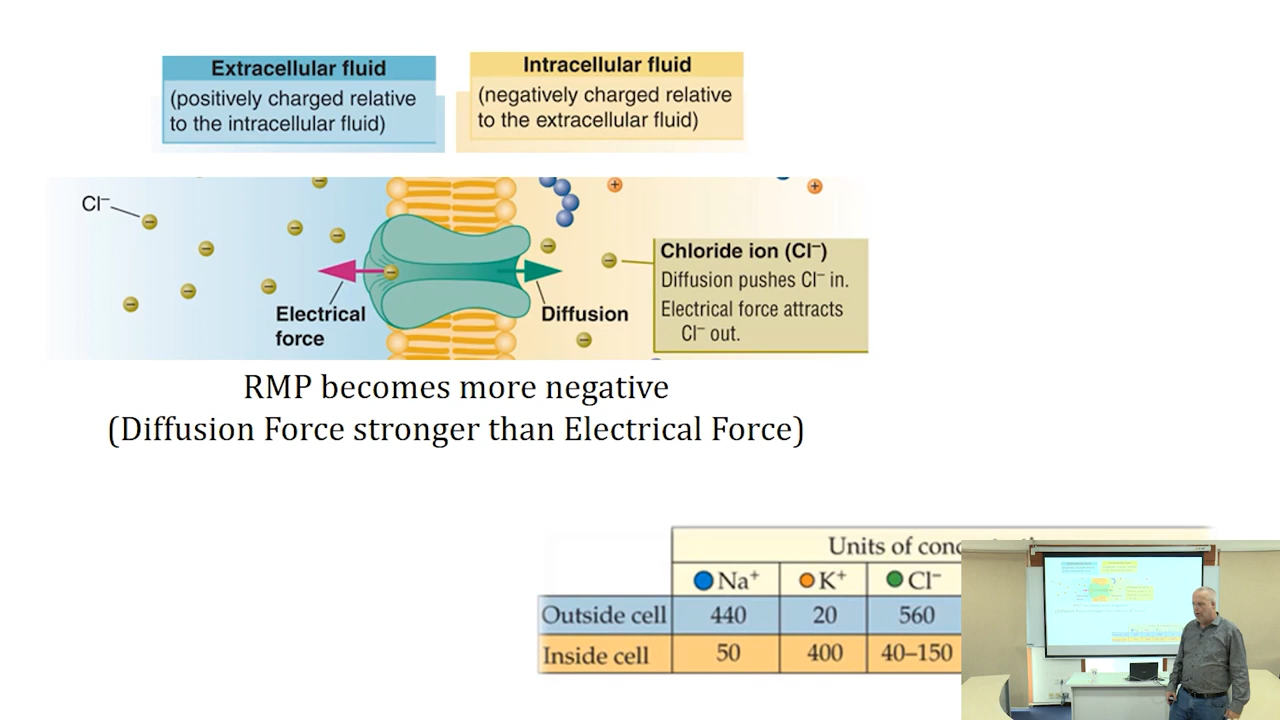 Extracellular fluid
(positively charged relative
to the intracellular fluid)
Intracellular fluid
(negatively charged relative
to the extracellular fluid)
Cl⁻
Electrical
force
Diffusion
Chloride ion (Cl⁻)
Diffusion pushes Cl⁻ in.
Electrical force attracts
Cl⁻ out.
RMP becomes more negative
(Diffusion Force stronger than Electrical Force)
Units of
Na⁺ K⁺ Cl⁻
Outside cell 440 20 560
Inside cell 50 400 40–150